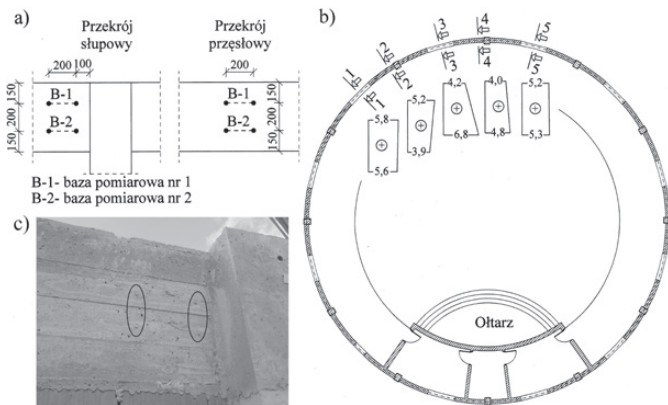 a)
Przekrój
słupowy
Przekrój
przęsłowy
200 100
200
150
200
150
B-1
B-2
B-1
B-2
150
200
150
B-1- baza pomiarowa nr 1
B-2- baza pomiarowa nr 2
c)
b)
1
1
2
2
3
3
4
4
5
5
5,8
5,6
5,2
3,9
4,2
6,8
4,0
4,8
5,2
5,3
Ołtarz